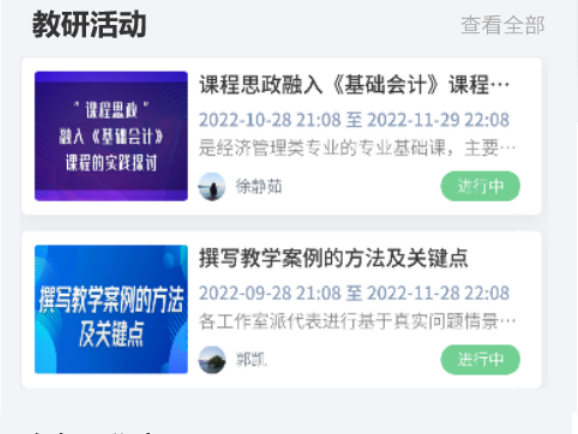 教研活动
查看全部
"课程思政"
融入《基础会计》
课程的实践探讨
课程思政融入《基础会计》课程…
2022-10-28 21:08 至 2022-11-29 22:08
是经济管理类专业的专业基础课，主要…
徐静茹
进行中
撰写教学案例的方法
及关键点
撰写教学案例的方法及关键点
2022-09-28 21:08 至 2022-11-28 22:08
各工作室派代表进行基于真实问题情景…
郭凯
进行中